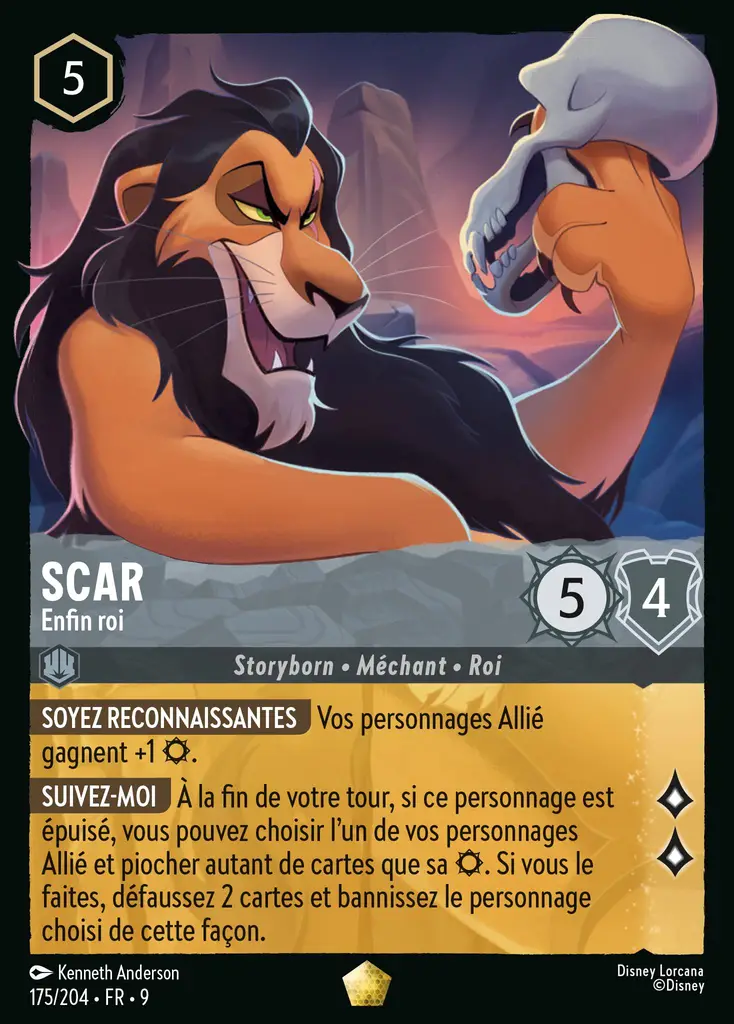 5
SCAR
Enfin roi
5 4
Storyborn • Méchant • Roi
SOYEZ RECONNAISSANTES Vos personnages Allié
gagnent +1 .
SUIVEZ-MOI À la fin de votre tour, si ce personnage est
épuisé, vous pouvez choisir l'un de vos personnages
Allié et piocher autant de cartes que sa . Si vous le
faites, défaussez 2 cartes et bannissez le personnage
choisi de cette façon.
Kenneth Anderson
175/204 • FR • 9
Disney Lorcana
©Disney